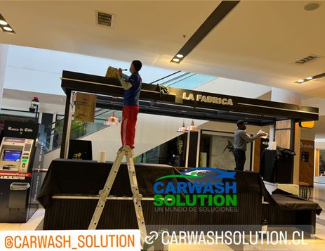 LA FABRICA
CARWASH
SOLUTION
UN MUNDO DE SOLUCIONES
@CARWASH_SOLUTION
CARWASHSOLUTION.CL